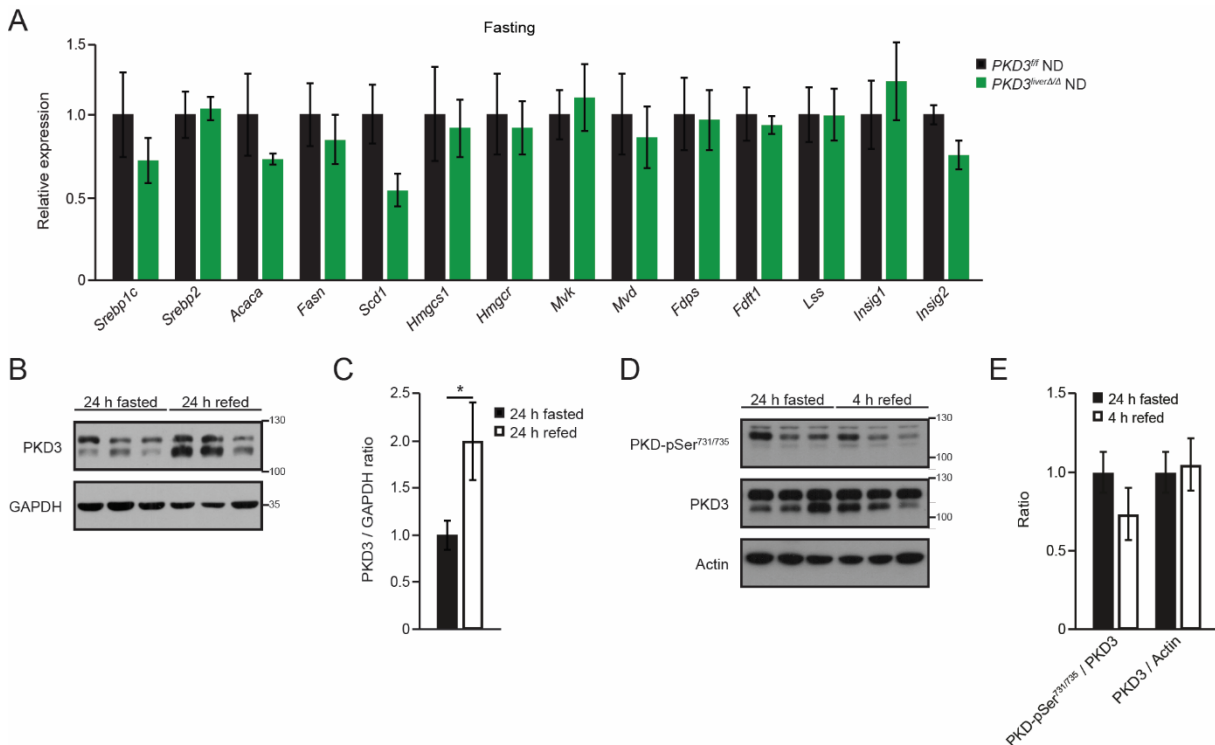 A
Fasting
PKD3f/f ND
PKD3liverΔ/Δ ND
Relative expression
1.5
1.0
0.5
0
Srebp1c
Srebp2
Acaca
Fasn
Scd1
Hmgcs1
Hmgcr
Mvk
Mvd
Fdps
Fdft1
Lss
Insig1
Insig2
B
24 h fasted 24 h refed
PKD3
130
100
GAPDH
35
C
PKD3 / GAPDH ratio
2.5
2.0
1.5
1.0
0.5
0
*
24 h fasted
24 h refed
D
24 h fasted 4 h refed
PKD-pSer731/735
130
100
PKD3
130
100
Actin
E
24 h fasted
4 h refed
Ratio
1.5
1.0
0.5
0
PKD-pSer731/735 / PKD3
PKD3 / Actin